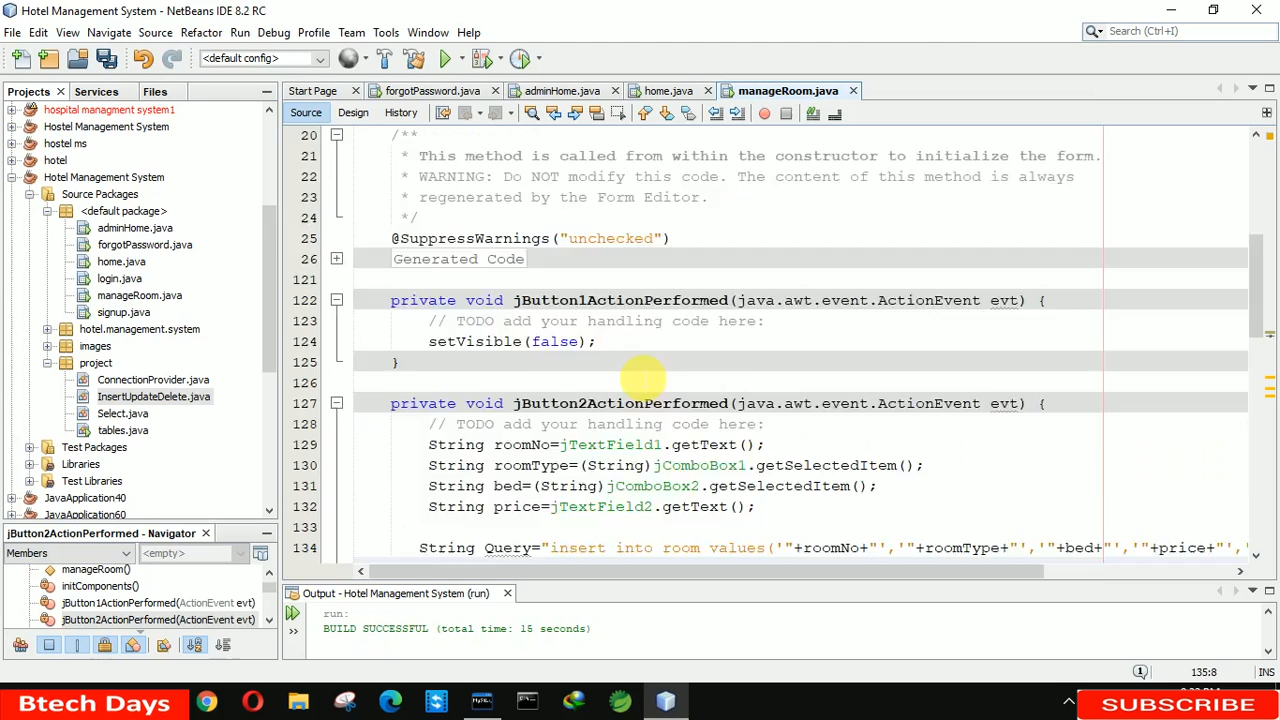 Hotel Management System - NetBeans IDE 8.2 RC
File Edit View Navigate Source Refactor Run Debug Profile Team Tools Window Help
Search (Ctrl+I)
<default config>
Projects Services Files
Start Page forgotPassword.java adminHome.java home.java manageRoom.java
Source Design History
hospital managment system1
Hostel Management System
hostel ms
hotel
Hotel Management System
Source Packages
<default package>
adminHome.java
forgotPassword.java
home.java
login.java
manageRoom.java
signup.java
hotel.management.system
images
project
ConnectionProvider.java
InsertUpdateDelete.java
Select.java
tables.java
Test Packages
Libraries
Test Libraries
JavaApplication40
JavaApplication60
jButton2ActionPerformed - Navigator
Members <empty>
manageRoom()
initComponents()
jButton1ActionPerformed(ActionEvent evt)
jButton2ActionPerformed(ActionEvent evt)
20 /**
21 * This method is called from within the constructor to initialize the form.
22 * WARNING: Do NOT modify this code. The content of this method is always
23 * regenerated by the Form Editor.
24 */
25 @SuppressWarnings("unchecked")
26 Generated Code
121
122 private void jButton1ActionPerformed(java.awt.event.ActionEvent evt) {
123 // TODO add your handling code here:
124 setVisible(false);
125 }
126
127 private void jButton2ActionPerformed(java.awt.event.ActionEvent evt) {
128 // TODO add your handling code here:
129 String roomNo=jTextField1.getText();
130 String roomType=(String)jComboBox1.getSelectedItem();
131 String bed=(String)jComboBox2.getSelectedItem();
132 String price=jTextField2.getText();
133
134 String Query="insert into room values('"+roomNo+"','"+roomType+"','"+bed+"','"+price+"','
Output - Hotel Management System (run)
run:
BUILD SUCCESSFUL (total time: 15 seconds)
135:8 INS
Btech Days
SUBSCRIBE